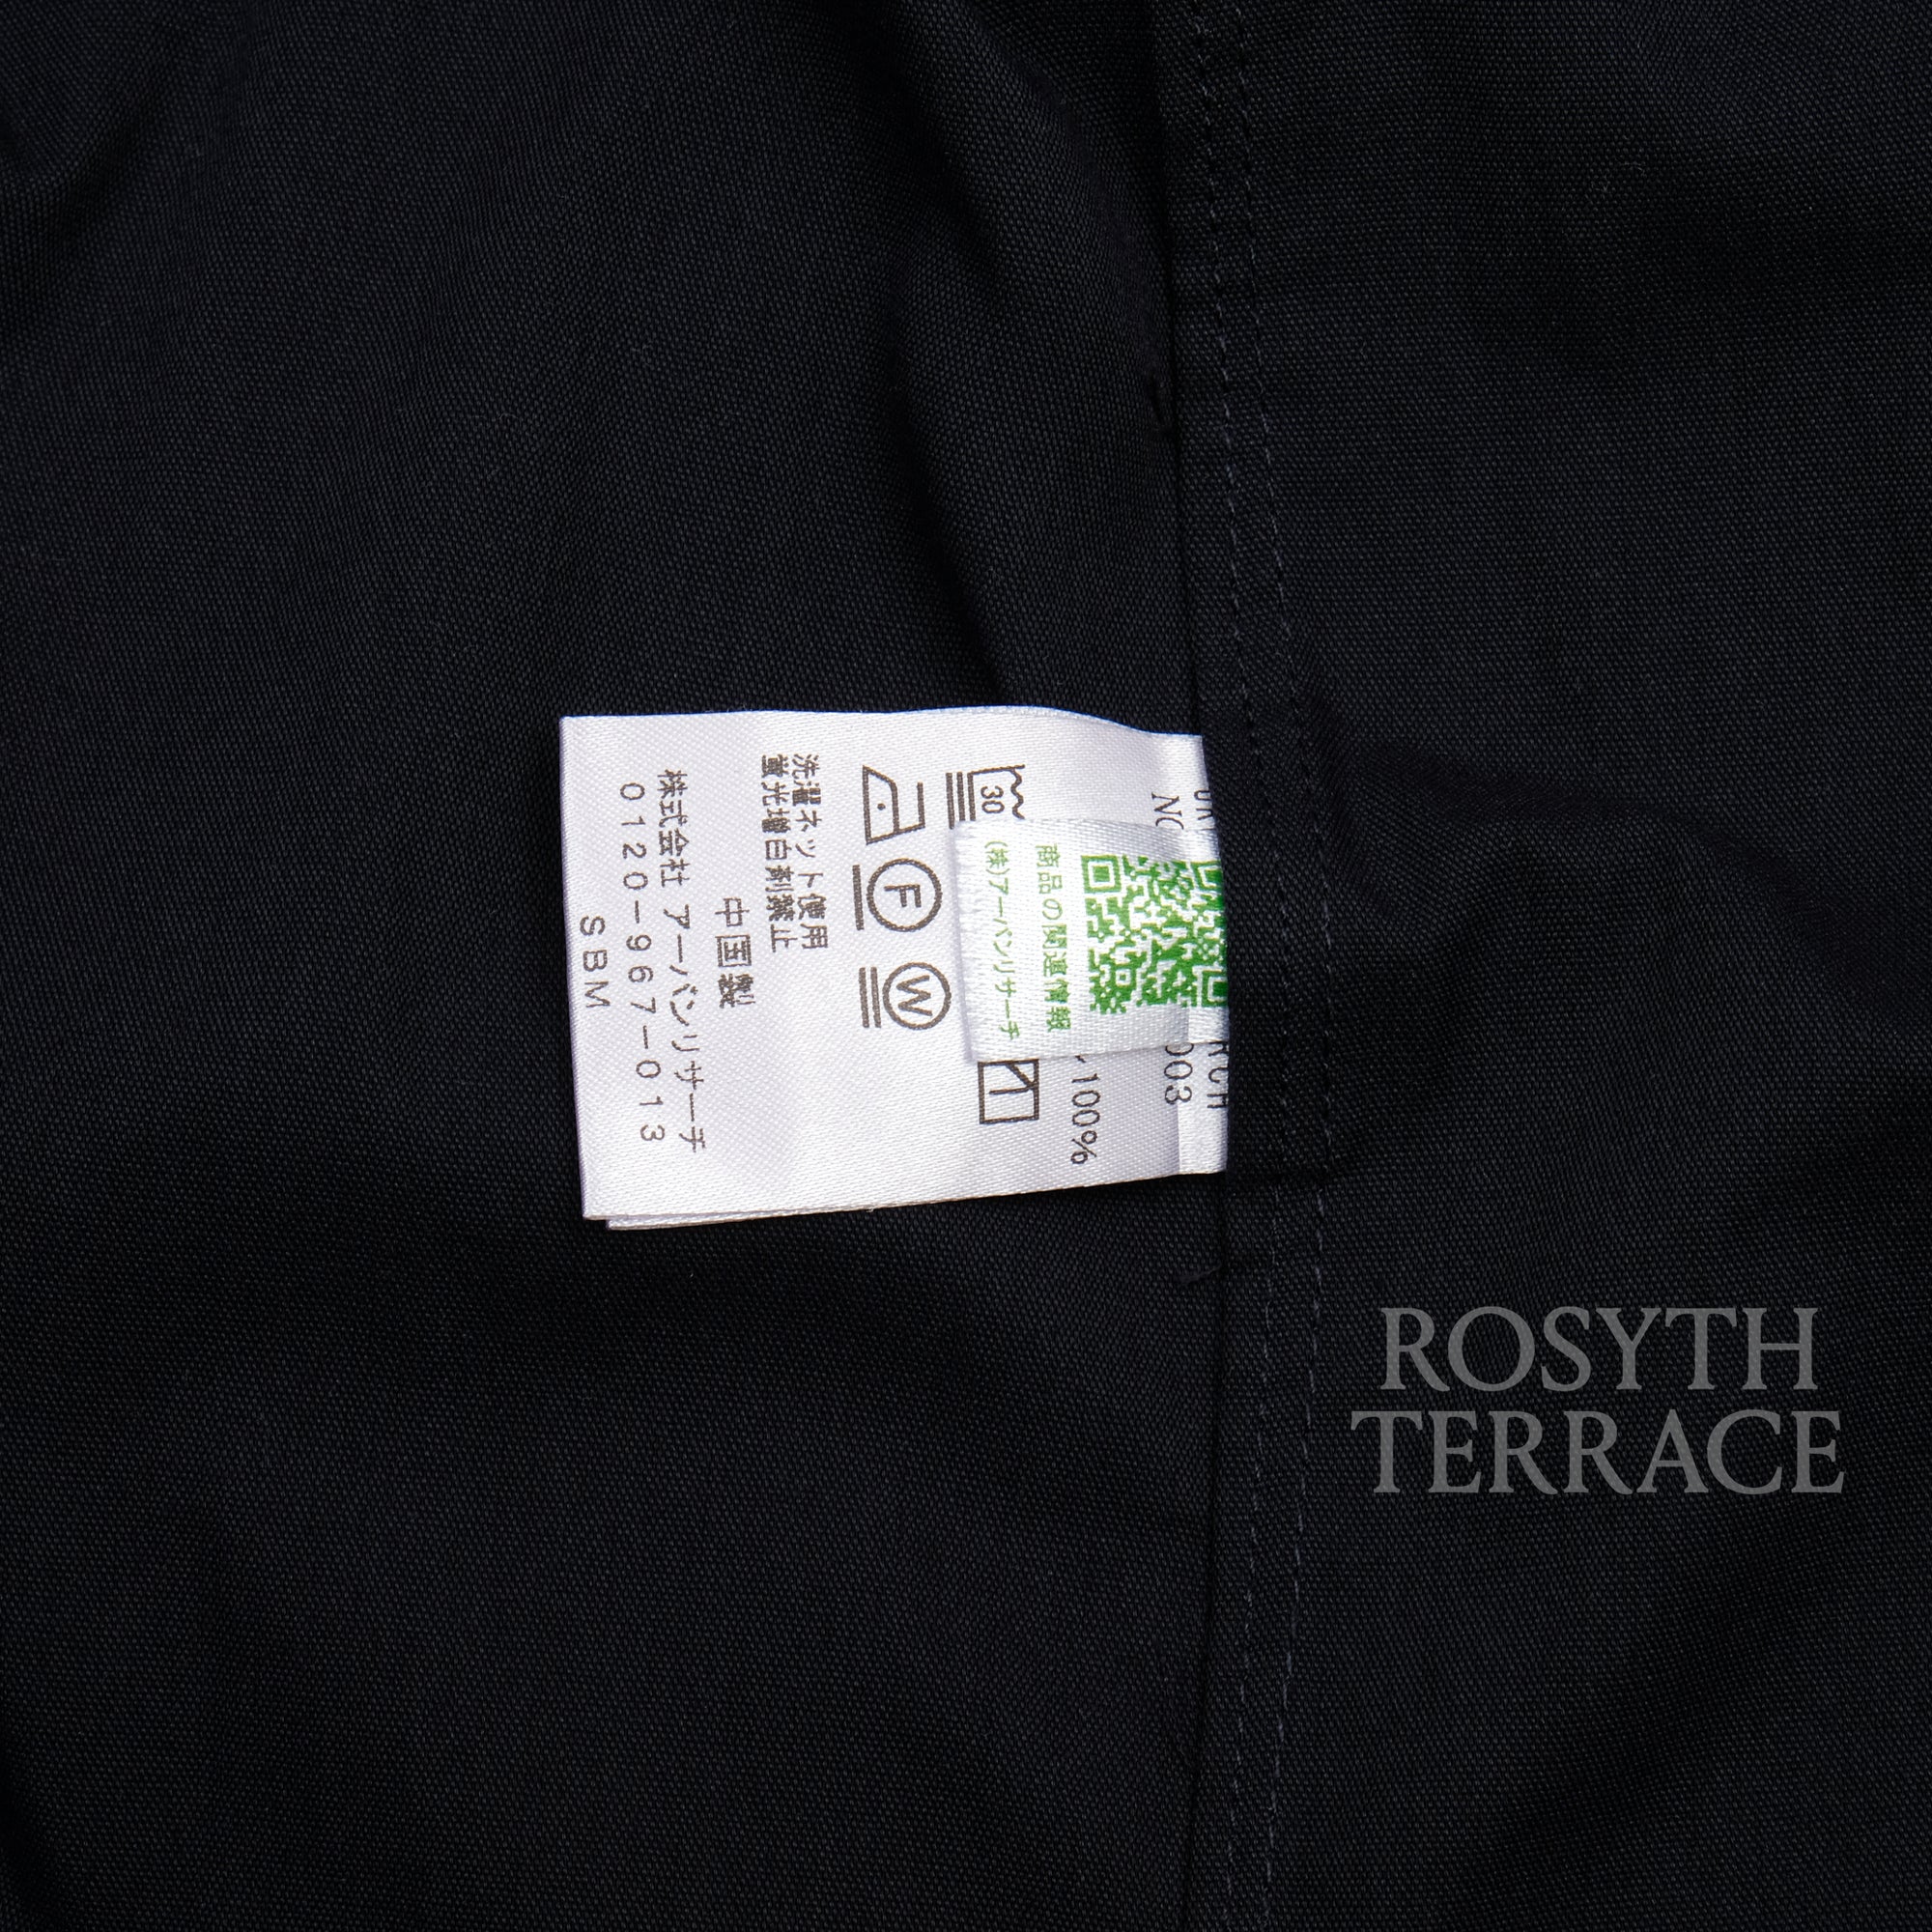 100%
30
F
W
洗濯ネット使用
蛍光増白剤禁止
中国製
株式会社 アーバンリサーチ
0120-967-013
SBM
商品の関連情報
(株)アーバンリサーチ
ROSYTH
TERRACE